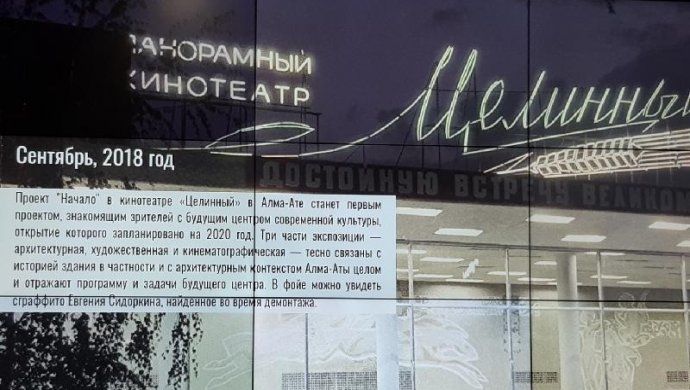 ПАНОРАМНЫЙ
КИНОТЕАТР
Целинный
ДОСТОЙНУЮ ВСТРЕЧУ ВЕЛИКОМ
Сентябрь, 2018 год
Проект "Начало" в кинотеатре «Целинный» в Алма-Ате станет первым
проектом, знакомящим зрителей с будущим центром современной культуры,
открытие которого запланировано на 2020 год. Три части экспозиции —
архитектурная, художественная и кинематографическая — тесно связаны с
историей здания в частности и с архитектурным контекстом Алма-Аты целом
и отражают программу и задачи будущего центра. В фойе можно увидеть
сграффито Евгения Сидоркина, найденное во время демонтажа.